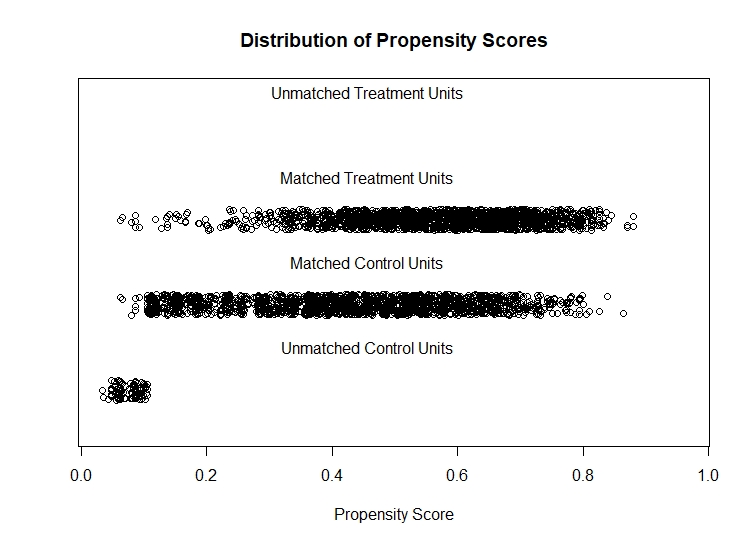 Distribution of Propensity Scores
Unmatched Treatment Units
Matched Treatment Units
Matched Control Units
Unmatched Control Units
0.0 0.2 0.4 0.6 0.8 1.0
Propensity Score